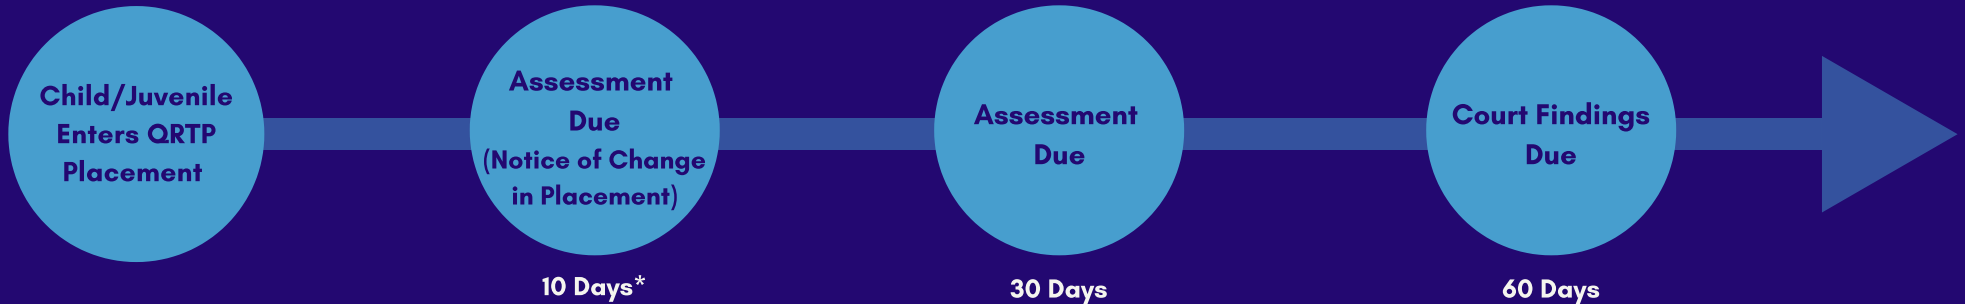 Child/Juvenile
Enters QRTP
Placement
Assessment
Due
(Notice of Change
in Placement)
10 Days*
Assessment
Due
30 Days
Court Findings
Due
60 Days